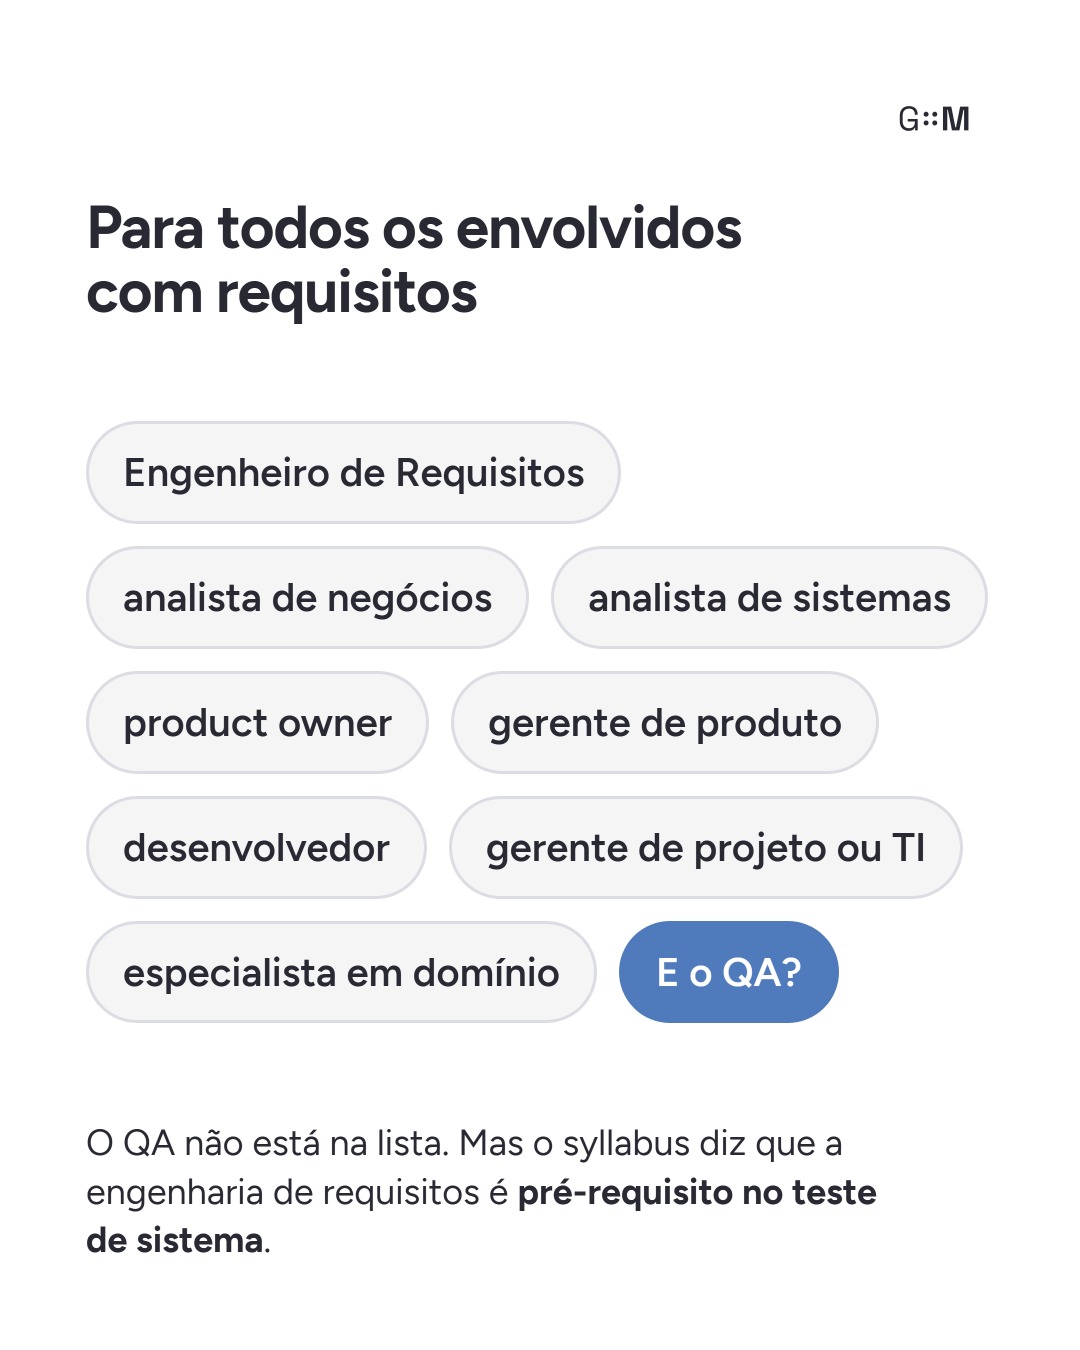 G::M
Para todos os envolvidos
com requisitos
Engenheiro de Requisitos
analista de negócios
analista de sistemas
product owner
gerente de produto
desenvolvedor
gerente de projeto ou TI
especialista em domínio
E o QA?
O QA não está na lista. Mas o syllabus diz que a
engenharia de requisitos é pré-requisito no teste
de sistema.